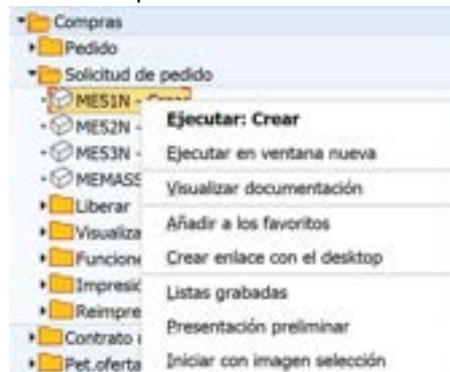 Compras
Pedido
Solicitud de pedido
ME51N - Crear
ME52N -
ME53N -
MEMASS
Liberar
Visualiza
Funcione
Impresió
Reimpre
Contrato
Pet.oferta
Ejecutar: Crear
Ejecutar en ventana nueva
Visualizar documentación
Añadir a los favoritos
Crear enlace con el desktop
Listas grabadas
Presentación preliminar
Iniciar con imagen selección